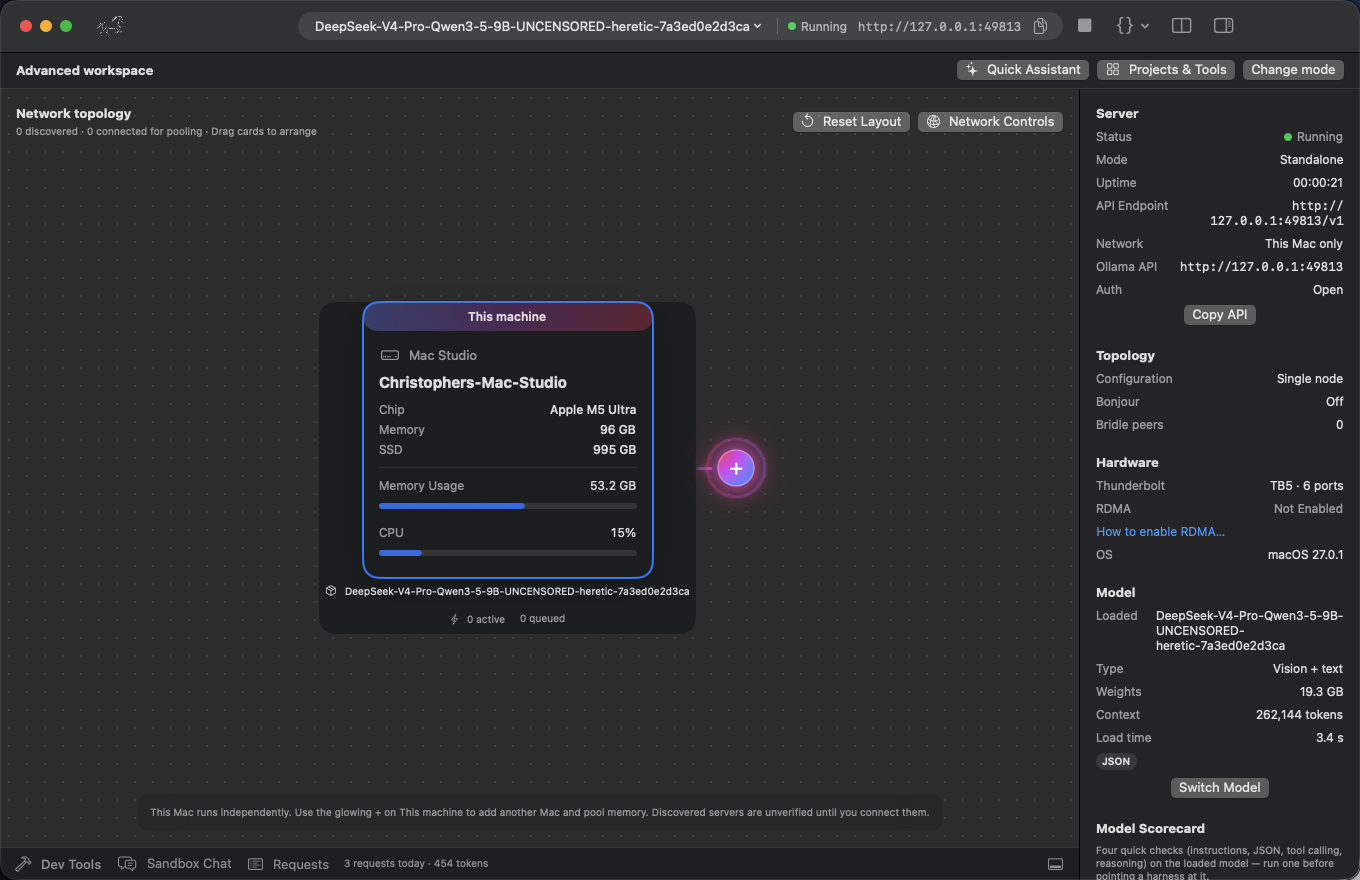 DeepSeek-V4-Pro-Qwen3-5-9B-UNCENSORED-heretic-7a3ed0e2d3ca
Running http://127.0.0.1:49813
{}
Advanced workspace
Quick Assistant
Projects & Tools
Change mode
Network topology
0 discovered · 0 connected for pooling · Drag cards to arrange
Reset Layout
Network Controls
This machine
Mac Studio
Christophers-Mac-Studio
Chip Apple M5 Ultra
Memory 96 GB
SSD 995 GB
Memory Usage 53.2 GB
CPU 15%
+
DeepSeek-V4-Pro-Qwen3-5-9B-UNCENSORED-heretic-7a3ed0e2d3ca
0 active 0 queued
This Mac runs independently. Use the glowing + on This machine to add another Mac and pool memory. Discovered servers are unverified until you connect them.
Server
Status Running
Mode Standalone
Uptime 00:00:21
API Endpoint http://
127.0.0.1:49813/v1
Network This Mac only
Ollama API http://127.0.0.1:49813
Auth Open
Copy API
Topology
Configuration Single node
Bonjour Off
Bridle peers 0
Hardware
Thunderbolt TB5 · 6 ports
RDMA Not Enabled
How to enable RDMA...
OS macOS 27.0.1
Model
Loaded DeepSeek-V4-Pro-Qwen3-5-9B-
UNCENSORED-
heretic-7a3ed0e2d3ca
Type Vision + text
Weights 19.3 GB
Context 262,144 tokens
Load time 3.4 s
JSON
Switch Model
Model Scorecard
Four quick checks (instructions, JSON, tool calling,
reasoning) on the loaded model — run one before
pointing a harness at it.
Dev Tools
Sandbox Chat
Requests
3 requests today · 454 tokens